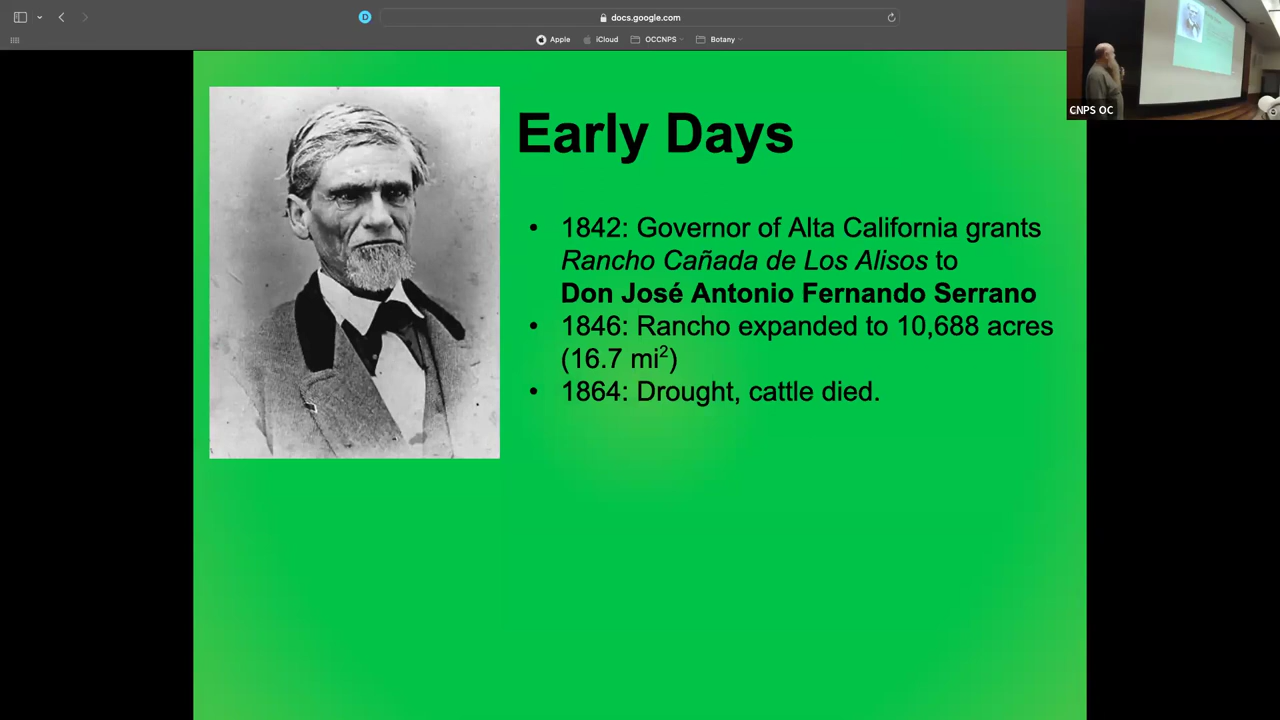 docs.google.com
Apple
iCloud
OCCNPS
Botany
CNPS OC
Early Days
• 1842: Governor of Alta California grants
Rancho Cañada de Los Alisos to
Don José Antonio Fernando Serrano
• 1846: Rancho expanded to 10,688 acres
(16.7 mi²)
• 1864: Drought, cattle died.